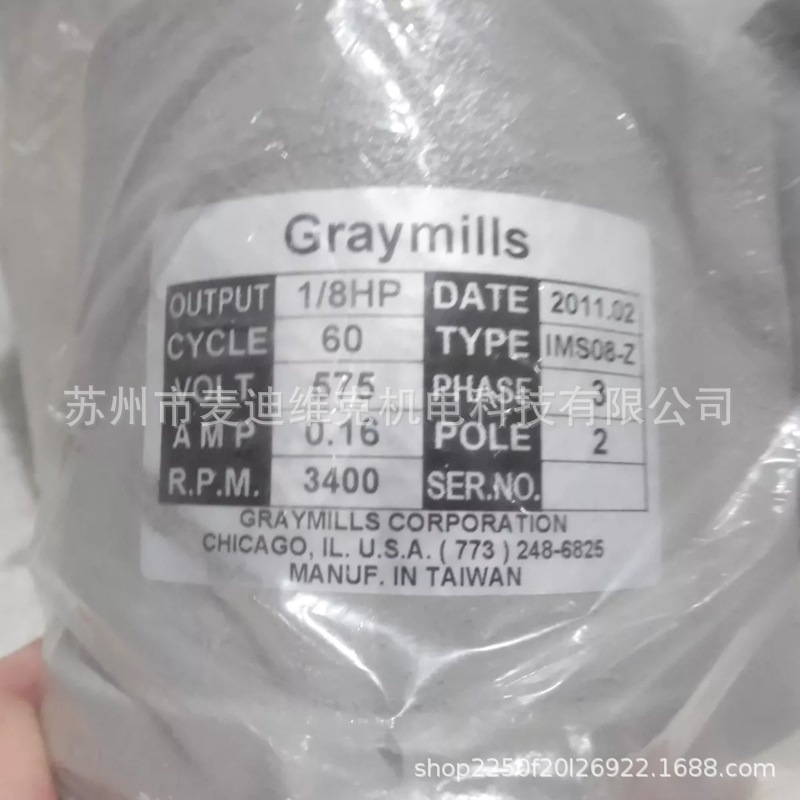 Graymills
OUTPUT 1/8HP DATE 2011.02
CYCLE 60 TYPE IMS08-Z
VOLT 575 PHASE 3
苏州市麦迪维克机电科技有限公司
AMP 0.16 POLE 2
R.P.M. 3400 SER.NO.
GRAYMILLS CORPORATION
CHICAGO, IL. U.S.A. ( 773 ) 248-6825
MANUF. IN TAIWAN
shop2250f20l26922.1688.com